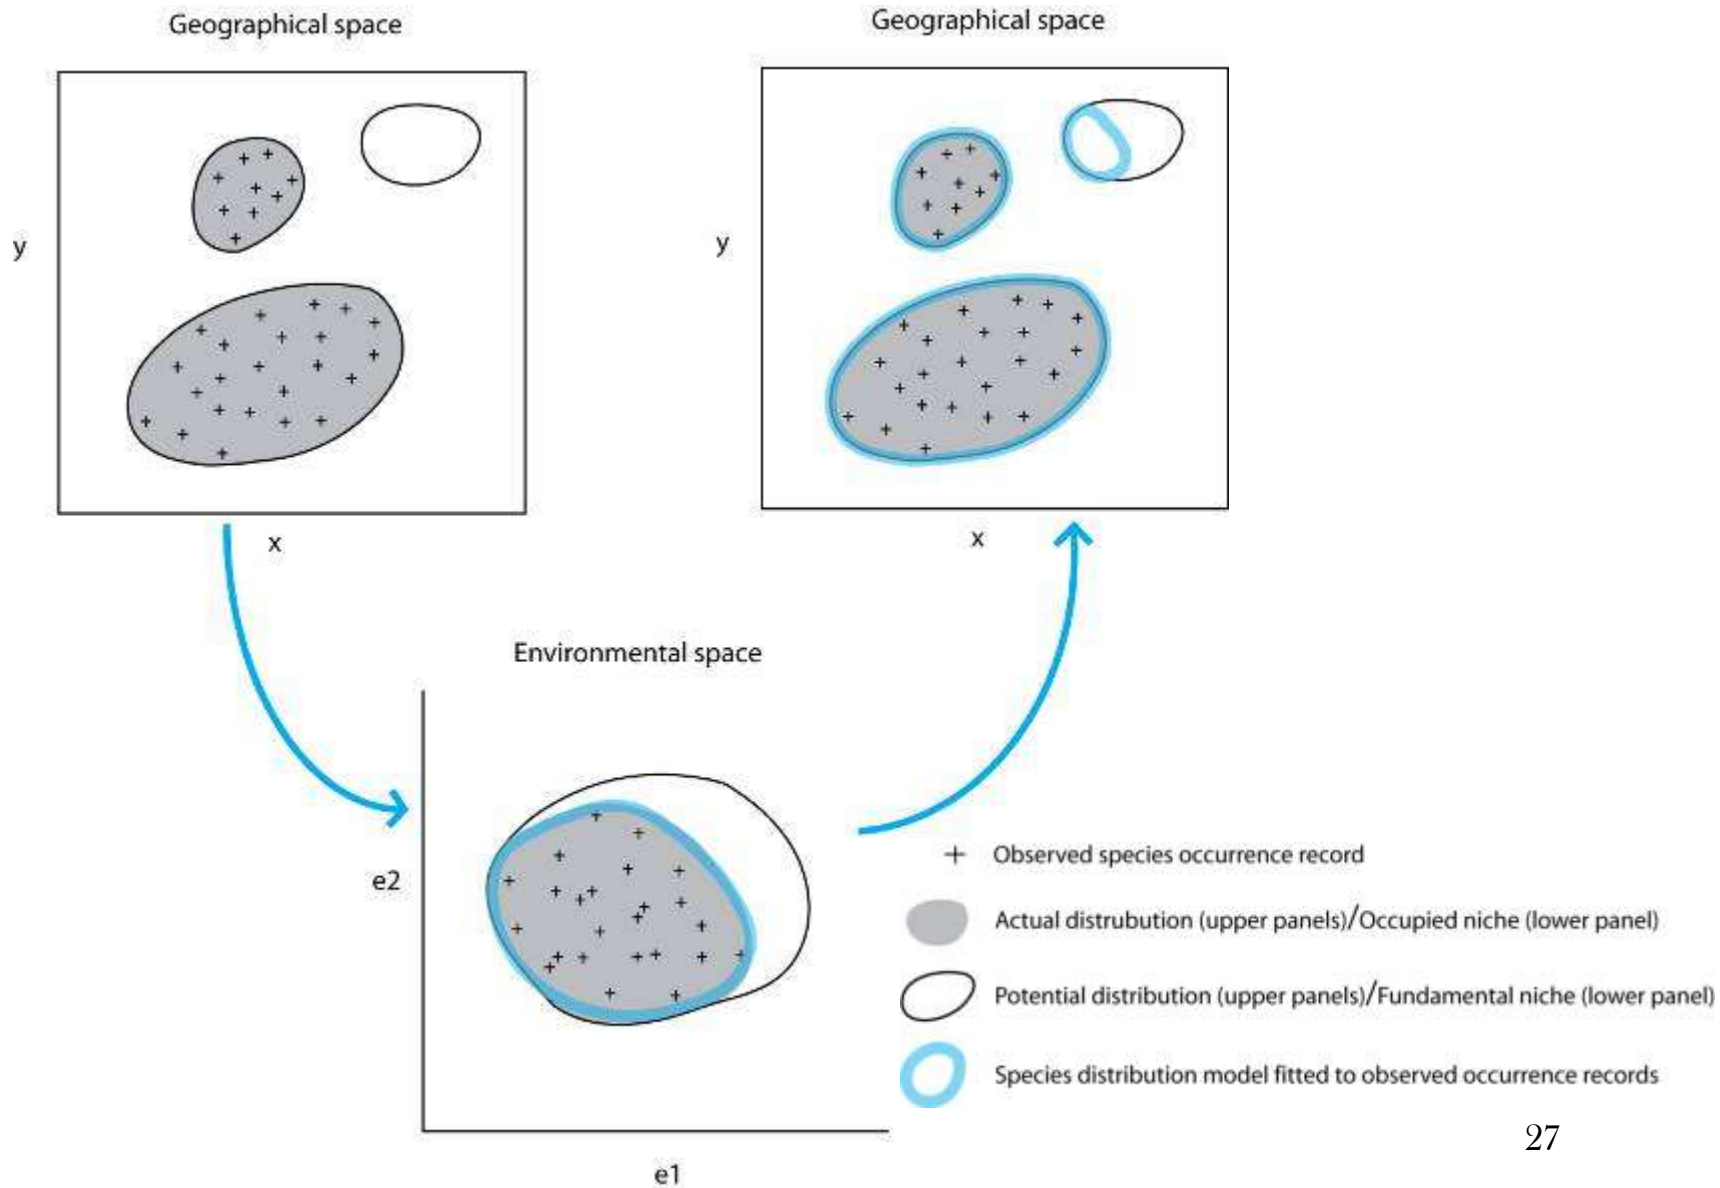 Geographical space
Geographical space
y
x
y
x
Environmental space
e2
e1
Observed species occurrence record
Actual distrubution (upper panels)/Occupied niche (lower panel)
Potential distribution (upper panels)/Fundamental niche (lower panel)
Species distribution model fitted to observed occurrence records
27